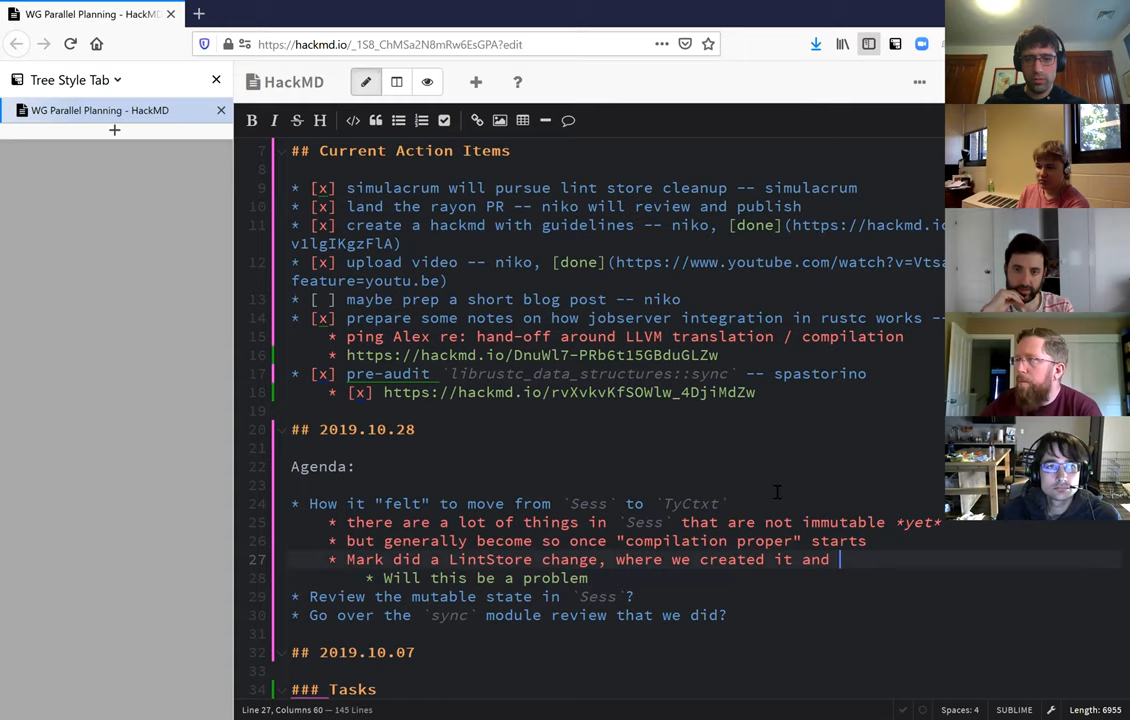 WG Parallel Planning - HackMD
https://hackmd.io/_1S8_ChMSa2N8mRw6EsGPA?edit
Tree Style Tab
WG Parallel Planning - HackMD
HackMD
B I S H
7 ## Current Action Items
8
9 * [x] simulacrum will pursue lint store cleanup -- simulacrum
10 * [x] land the rayon PR -- niko will review and publish
11 * [x] create a hackmd with guidelines -- niko, [done](https://hackmd.io
v1lgIKgzFlA)
12 * [x] upload video -- niko, [done](https://www.youtube.com/watch?v=Vtsa
feature=youtu.be)
13 * [ ] maybe prep a short blog post -- niko
14 * [x] prepare some notes on how jobserver integration in rustc works --
15 * ping Alex re: hand-off around LLVM translation / compilation
16 * https://hackmd.io/DnuWl7-PRb6t15GBduGLZw
17 * [x] pre-audit `librustc_data_structures::sync` -- spastorino
18 * [x] https://hackmd.io/rvXvkvKfSOWlw_4DjiMdZw
19
20 ## 2019.10.28
21
22 Agenda:
23
24 * How it "felt" to move from `Sess` to `TyCtxt`
25 * there are a lot of things in `Sess` that are not immutable *yet*
26 * but generally become so once "compilation proper" starts
27 * Mark did a LintStore change, where we created it and
28 * Will this be a problem
29 * Review the mutable state in `Sess`?
30 * Go over the `sync` module review that we did?
31
32 ## 2019.10.07
33
34 ### Tasks
Line 27, Columns 60 — 145 Lines
Spaces: 4
SUBLIME
Length: 6955